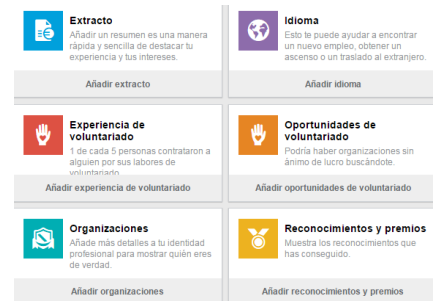 Extracto
Añadir un resumen es una manera
rápida y sencilla de destacar tu
experiencia y tus intereses.
Añadir extracto
Idioma
Esto te puede ayudar a encontrar
un nuevo empleo, obtener un
ascenso o un traslado al extranjero.
Añadir idioma
Experiencia de
voluntariado
1 de cada 5 personas contrataron a
alguien por sus labores de
voluntariado
Añadir experiencia de voluntariado
Oportunidades de
voluntariado
Podría haber organizaciones sin
ánimo de lucro buscándote.
Añadir oportunidades de voluntariado
Organizaciones
Añade más detalles a tu identidad
profesional para mostrar quién eres
de verdad.
Añadir organizaciones
Reconocimientos y premios
Muestra los reconocimientos que
has conseguido.
Añadir reconocimientos y premios